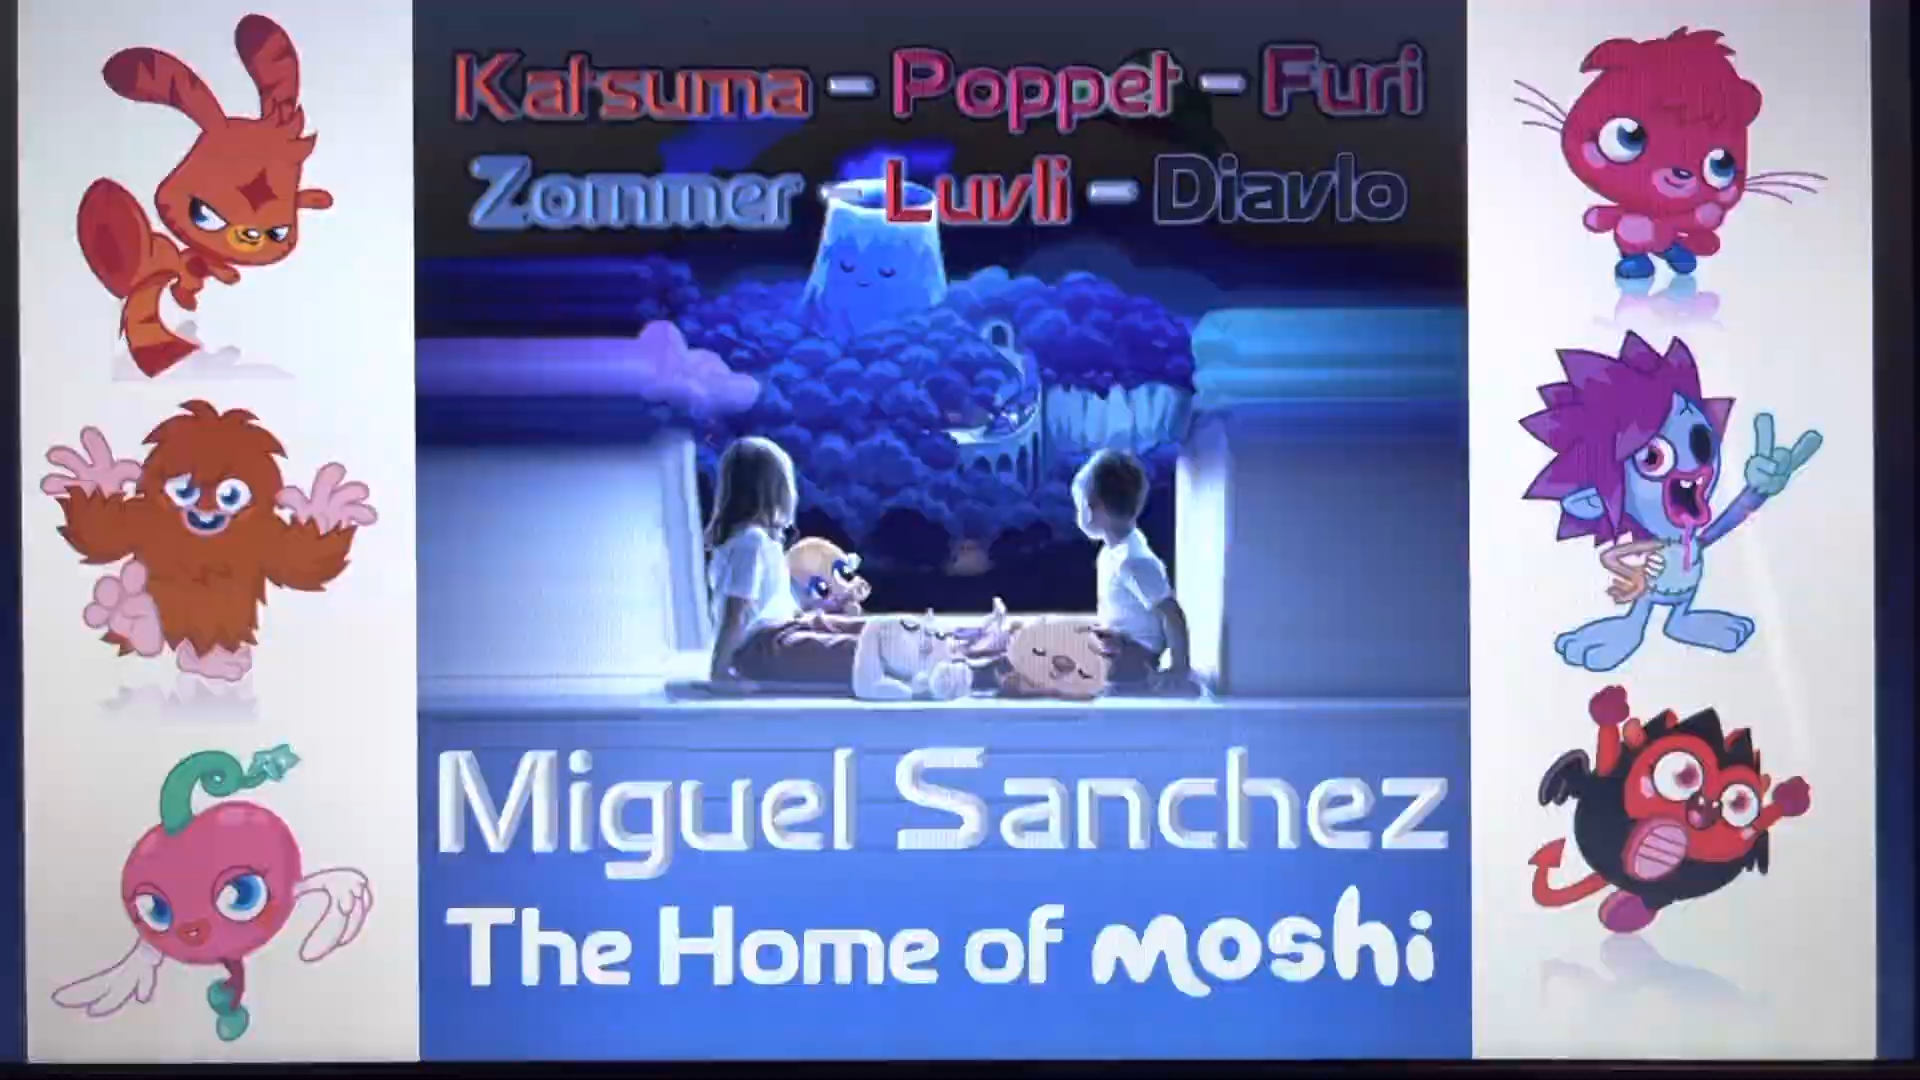 Katsuma - Poppet - Furi
Zommer - Luvli - Diavlo
Miguel Sanchez
The Home of moshi